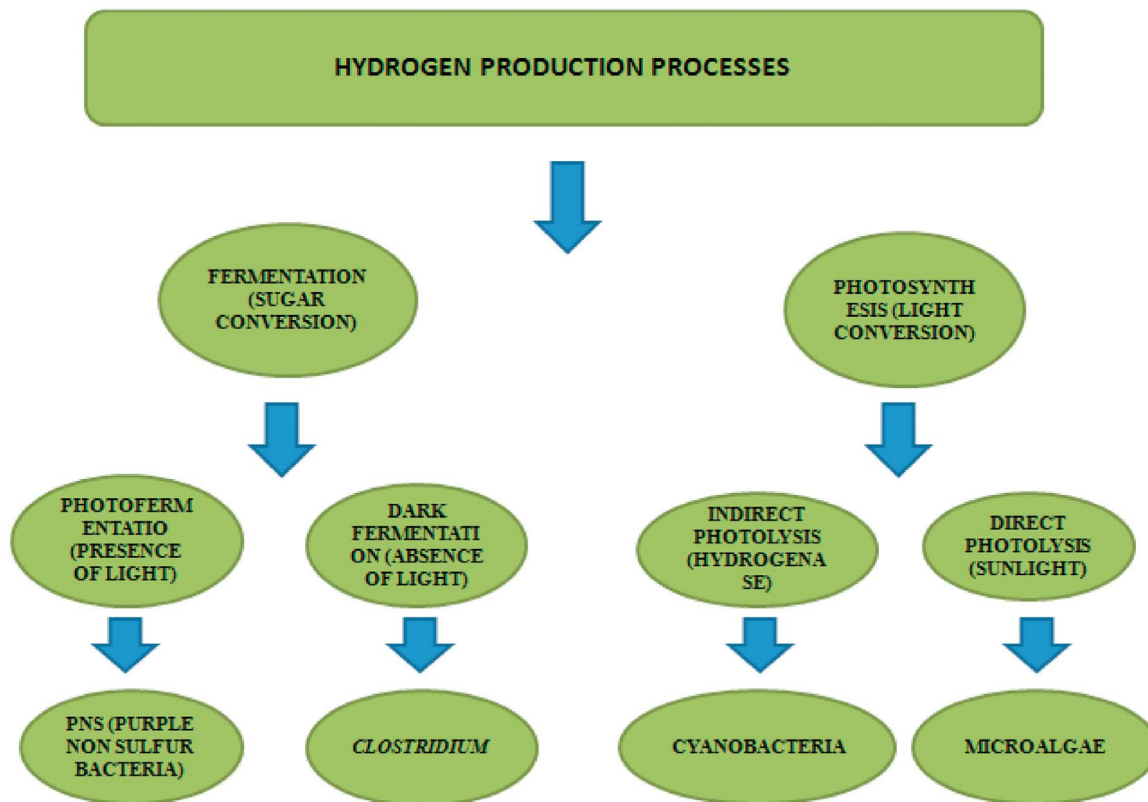 HYDROGEN PRODUCTION PROCESSES
FERMENTATION
(SUGAR
CONVERSION)
PHOTOSYNTH
ESIS (LIGHT
CONVERSION)
PHOTOFERM
ENTATIO
(PRESENCE
OF LIGHT)
DARK
FERMENTATI
ON (ABSENCE
OF LIGHT)
INDIRECT
PHOTOLYSIS
(HYDROGENA
SE)
DIRECT
PHOTOLYSIS
(SUNLIGHT)
PNS (PURPLE
NON SULFUR
BACTERIA)
CLOSTRIDIUM
CYANOBACTERIA
MICROALGAE